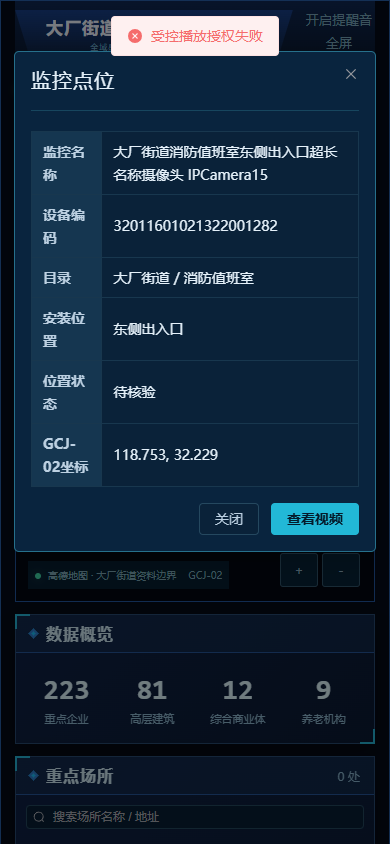 大厂街道
开启提醒音
全屏
受控播放授权失败
监控点位
监控名
称
大厂街道消防值班室东侧出入口超长
名称摄像头 IPCamera15
设备编
码
32011601021322001282
目录
大厂街道 / 消防值班室
安装位
置
东侧出入口
位置状
态
待核验
GCJ-
02坐标
118.753, 32.229
关闭
查看视频
高德地图 · 大厂街道资料边界 GCJ-02
+
-
数据概览
223
81
12
9
重点企业
高层建筑
综合商业体
养老机构
重点场所
0 处
搜索场所名称 / 地址